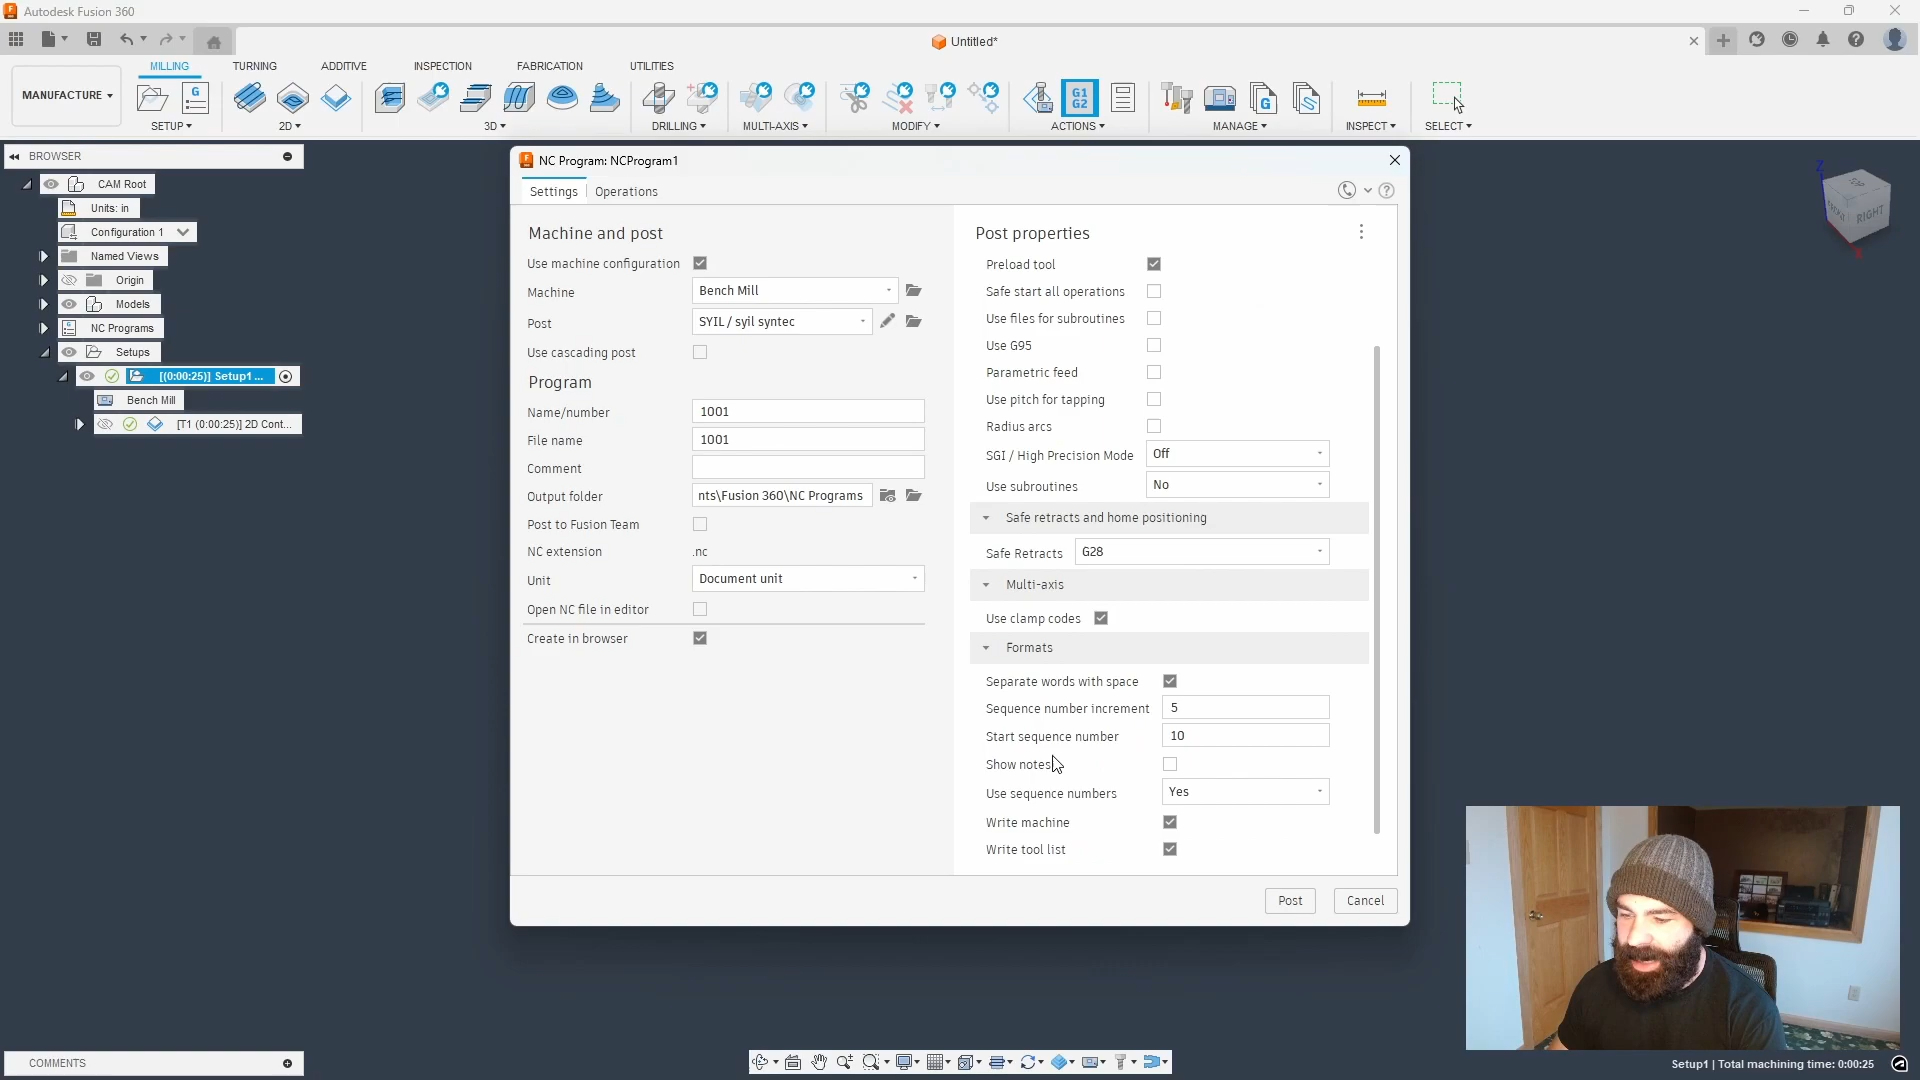 Autodesk Fusion 360
Untitled*
MANUFACTURE
MILLING
TURNING
ADDITIVE
INSPECTION
FABRICATION
UTILITIES
SETUP
2D
3D
DRILLING
MULTI-AXIS
MODIFY
G1
G2
ACTIONS
MANAGE
INSPECT
SELECT
BROWSER
CAM Root
Units: in
Configuration 1
Named Views
Origin
Models
NC Programs
Setups
[(0:00:25)] Setup1 ...
Bench Mill
[T1 (0:00:25)] 2D Cont...
NC Program: NCProgram1
Settings
Operations
Machine and post
Use machine configuration
Machine
Bench Mill
Post
SYIL / syil syntec
Use cascading post
Program
Name/number
1001
File name
1001
Comment
Output folder
nts\Fusion 360\NC Programs
Post to Fusion Team
NC extension
.nc
Unit
Document unit
Open NC file in editor
Create in browser
Post properties
Preload tool
Safe start all operations
Use files for subroutines
Use G95
Parametric feed
Use pitch for tapping
Radius arcs
SGI / High Precision Mode
Off
Use subroutines
No
Safe retracts and home positioning
Safe Retracts
G28
Multi-axis
Use clamp codes
Formats
Separate words with space
Sequence number increment
5
Start sequence number
10
Show notes
Use sequence numbers
Yes
Write machine
Write tool list
Post
Cancel
Z
TOP
FRONT
RIGHT
X
COMMENTS
Setup1 | Total machining time: 0:00:25